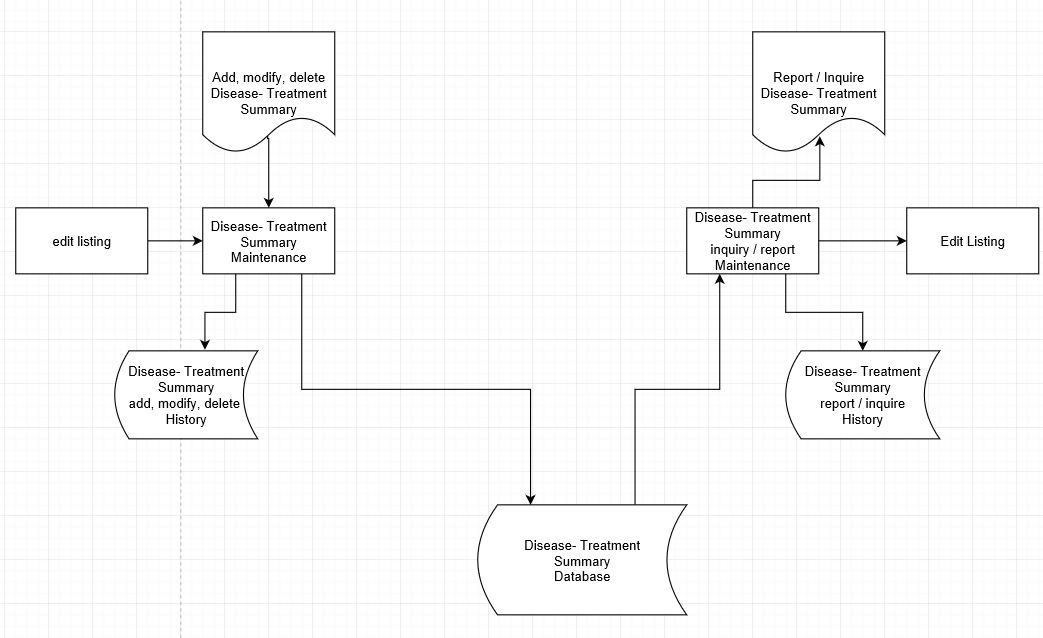 Add, modify, delete
Disease- Treatment
Summary
Report / Inquire
Disease- Treatment
Summary
edit listing
Disease- Treatment
Summary
Maintenance
Disease- Treatment
Summary
inquiry / report
Maintenance
Edit Listing
Disease- Treatment
Summary
add, modify, delete
History
Disease- Treatment
Summary
report / inquire
History
Disease- Treatment
Summary
Database